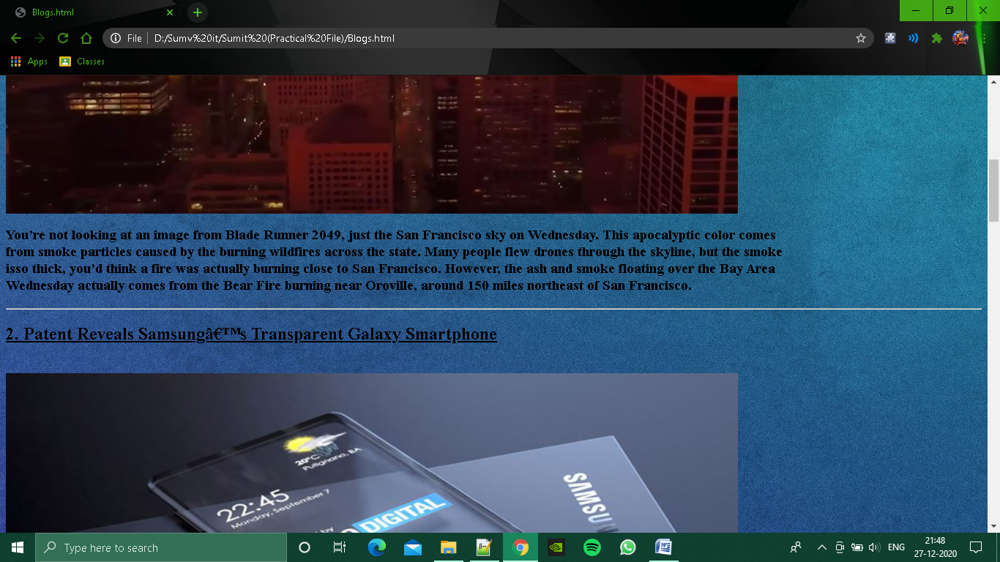 Blogs.html
File
D:/Sumv%20it/Sumit%20(Practical%20File)/Blogs.html
Apps
Classes
You’re not looking at an image from Blade Runner 2049, just the San Francisco sky on Wednesday. This apocalyptic color comes
from smoke particles caused by the burning wildfires across the state. Many people flew drones through the skyline, but the smoke
isso thick, you’d think a fire was actually burning close to San Francisco. However, the ash and smoke floating over the Bay Area
Wednesday actually comes from the Bear Fire burning near Oroville, around 150 miles northeast of San Francisco.
2. Patent Reveals Samsungâ€™s Transparent Galaxy Smartphone
20°C
Putignano, BA
22:45
Monday, September 7
by
DIGITAL
SAMSU
Type here to search
ENG
21:48
27-12-2020